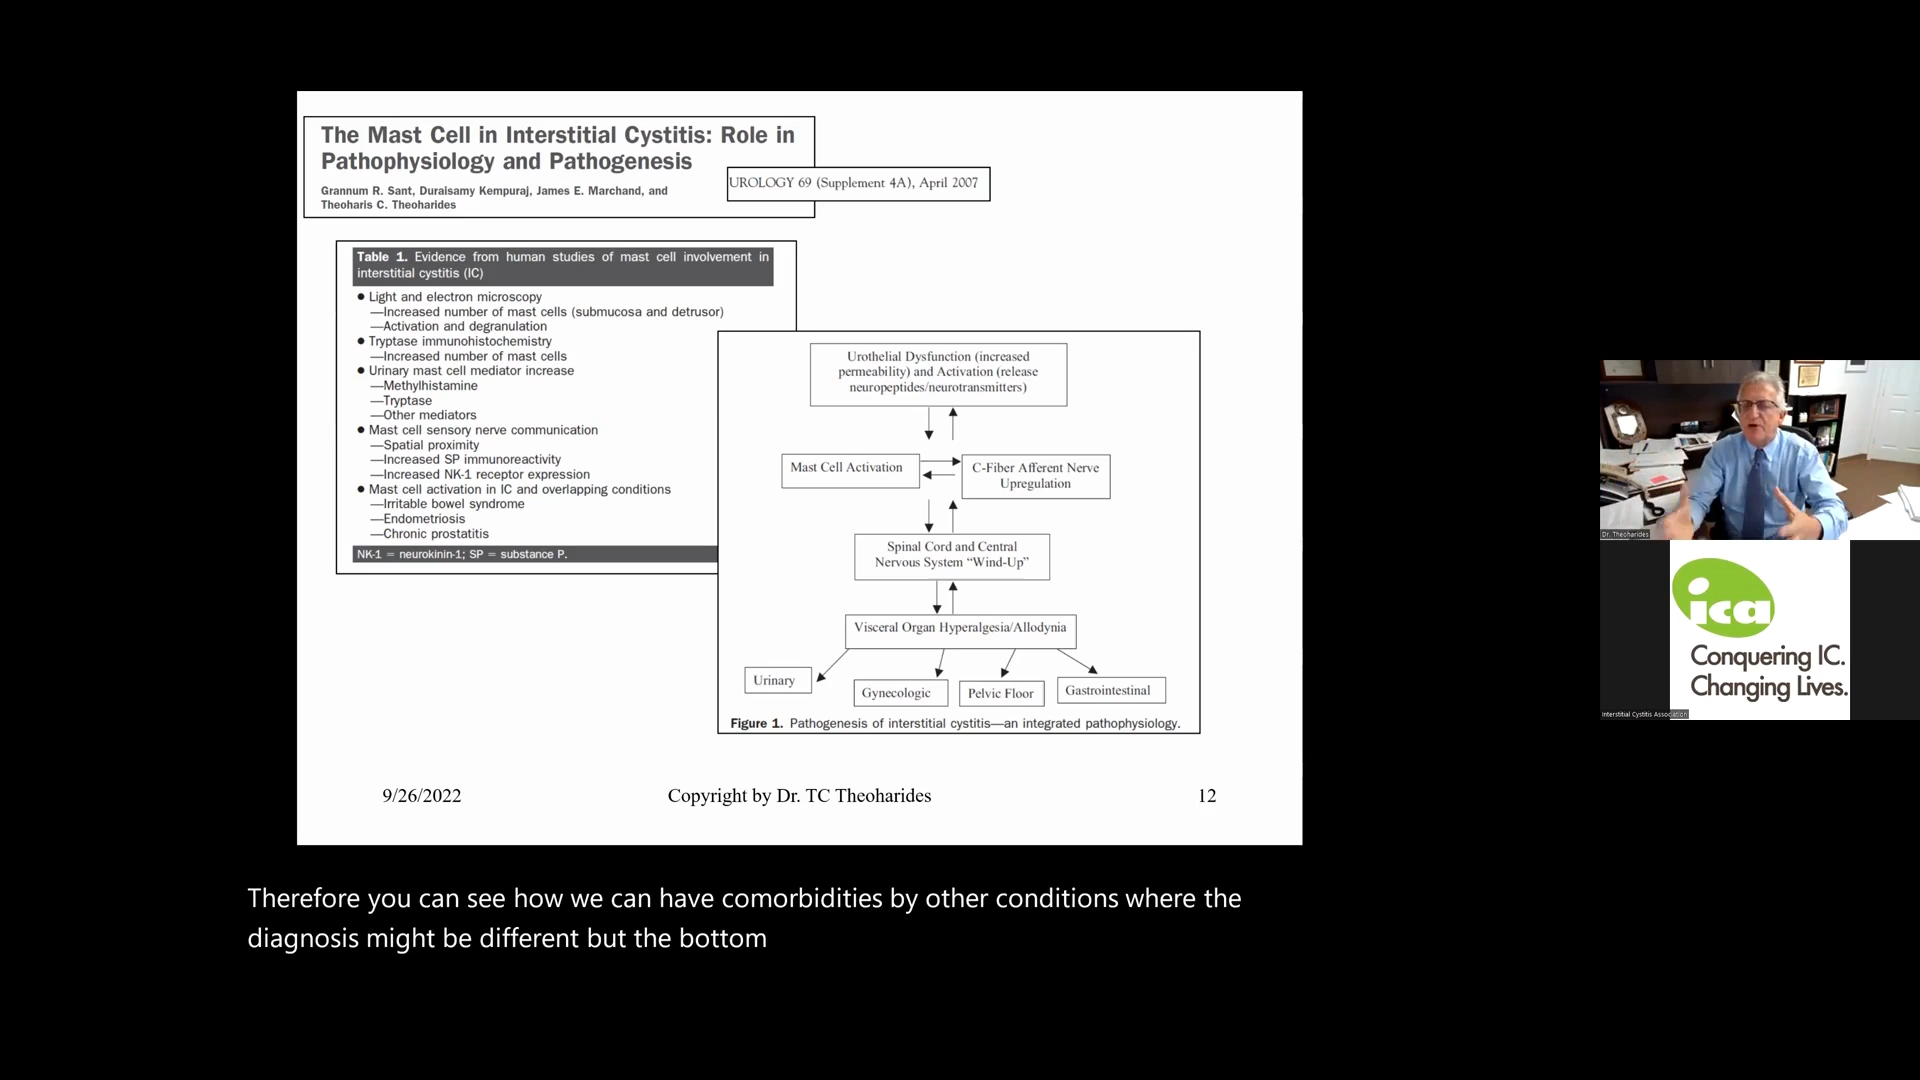 The Mast Cell in Interstitial Cystitis: Role in
Pathophysiology and Pathogenesis
Grannum R. Sant, Duraisamy Kempuraj, James E. Marchand, and
Theoharis C. Theoharides
UROLOGY 69 (Supplement 4A), April 2007
Table 1. Evidence from human studies of mast cell involvement in
interstitial cystitis (IC)
● Light and electron microscopy
—Increased number of mast cells (submucosa and detrusor)
—Activation and degranulation
● Tryptase immunohistochemistry
—Increased number of mast cells
● Urinary mast cell mediator increase
—Methylhistamine
—Tryptase
—Other mediators
● Mast cell sensory nerve communication
—Spatial proximity
—Increased SP immunoreactivity
—Increased NK-1 receptor expression
● Mast cell activation in IC and overlapping conditions
—Irritable bowel syndrome
—Endometriosis
—Chronic prostatitis
NK-1 = neurokinin-1; SP = substance P.
Urothelial Dysfunction (increased
permeability) and Activation (release
neuropeptides/neurotransmitters)
Mast Cell Activation
C-Fiber Afferent Nerve
Upregulation
Spinal Cord and Central
Nervous System “Wind-Up”
Visceral Organ Hyperalgesia/Allodynia
Urinary
Gynecologic
Pelvic Floor
Gastrointestinal
Figure 1. Pathogenesis of interstitial cystitis—an integrated pathophysiology.
9/26/2022
Copyright by Dr. TC Theoharides
12
Dr. Theoharides
ica
Conquering IC.
Changing Lives.
Interstitial Cystitis Association
Therefore you can see how we can have comorbidities by other conditions where the
diagnosis might be different but the bottom